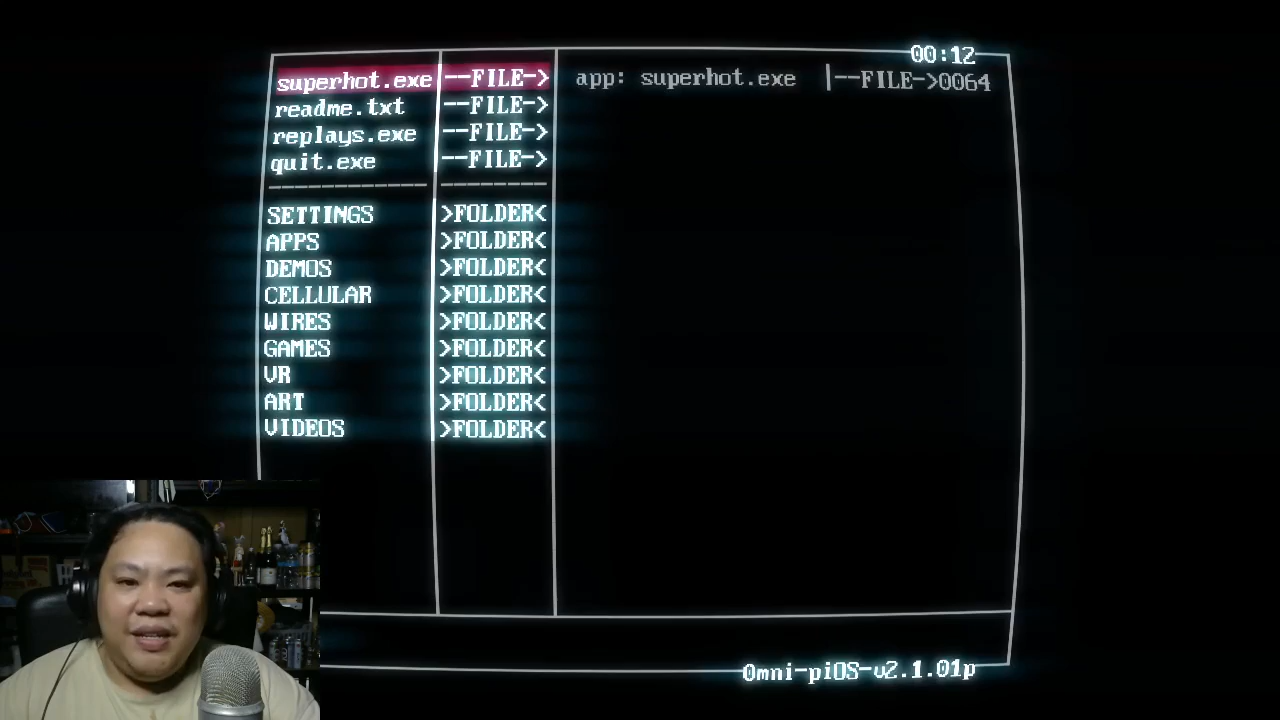 00:12
superhot.exe --FILE-> app: superhot.exe |--FILE->0064
readme.txt --FILE->
replays.exe --FILE->
quit.exe --FILE->
SETTINGS >FOLDER<
APPS >FOLDER<
DEMOS >FOLDER<
CELLULAR >FOLDER<
WIRES >FOLDER<
GAMES >FOLDER<
VR >FOLDER<
ART >FOLDER<
VIDEOS >FOLDER<
0mni-piOS-v2.1.01p